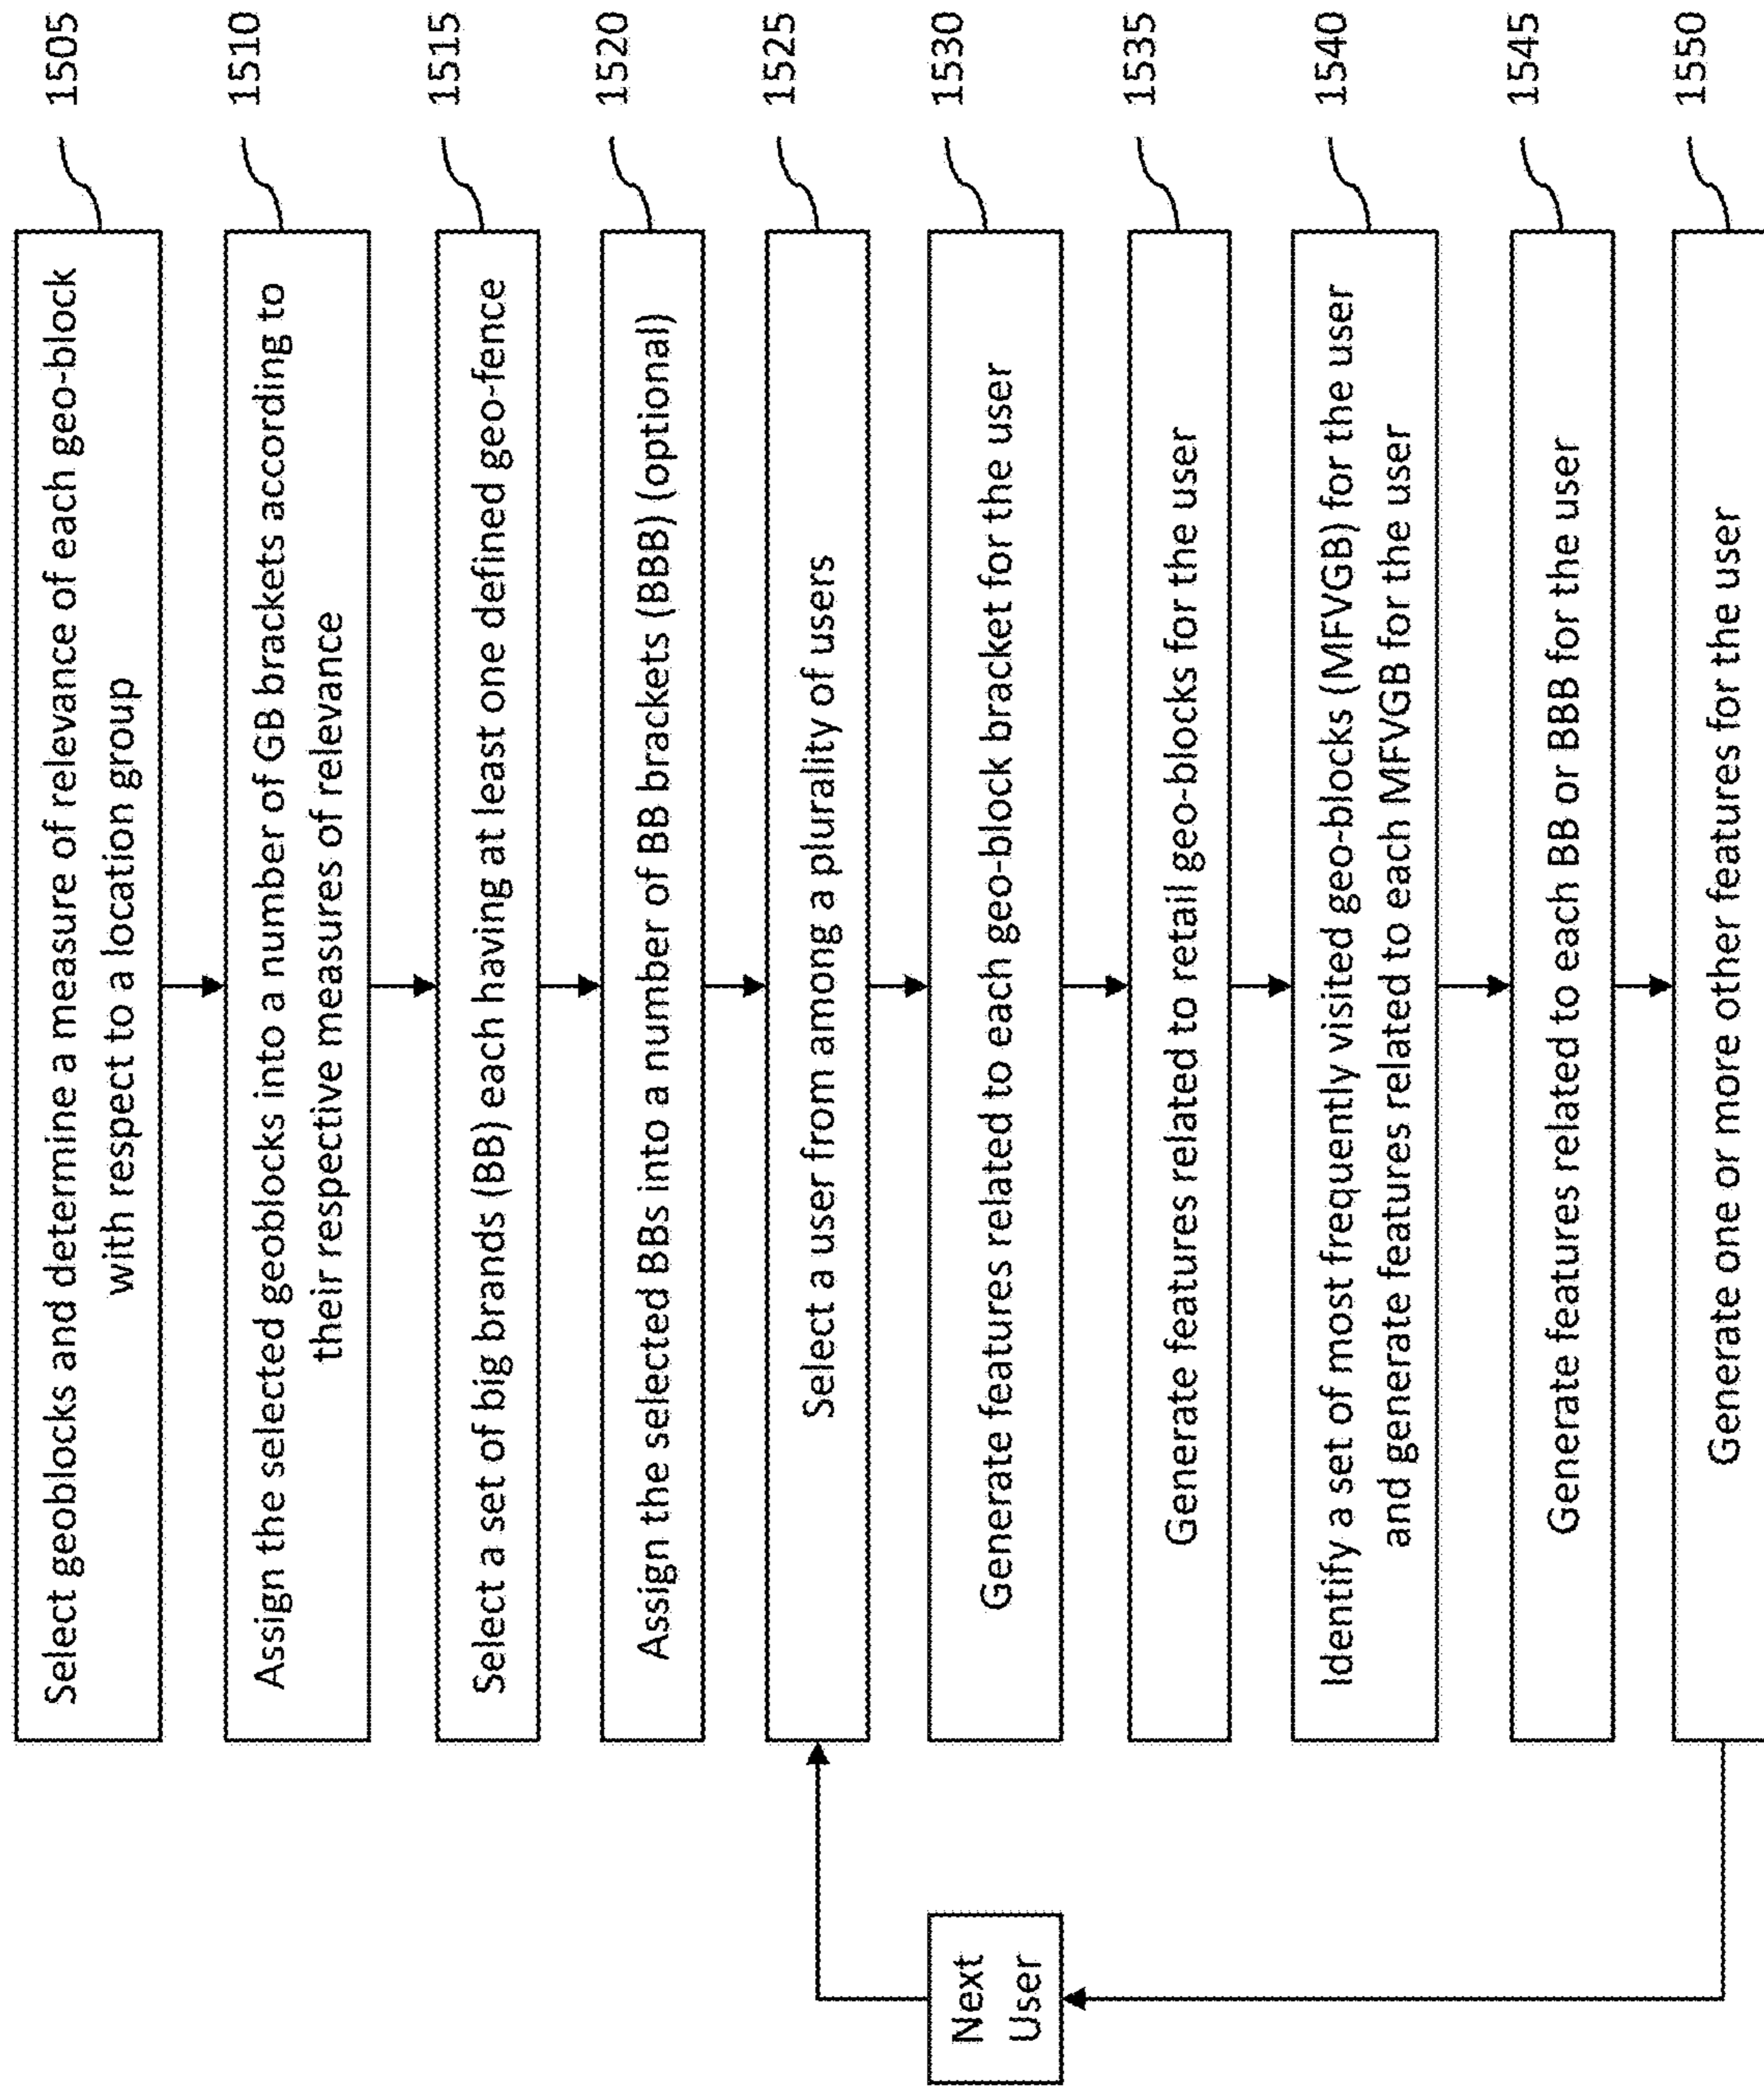 Select geoblocks and determine a measure of relevance of each geo-block
with respect to a location group
1505
Assign the selected geoblocks into a number of GB brackets according to
their respective measures of relevance
1510
Select a set of big brands (BB) each having at least one defined geo-fence
1515
Assign the selected BBs into a number of BB brackets (BBB) (optional)
1520
Select a user from among a plurality of users
1525
Generate features related to each geo-block bracket for the user
1530
Generate features related to retail geo-blocks for the user
1535
Identify a set of most frequently visited geo-blocks (MFVGB) for the user
and generate features related to each MFVGB for the user
1540
Generate features related to each BB or BBB for the user
1545
Generate one or more other features for the user
1550
Next
User